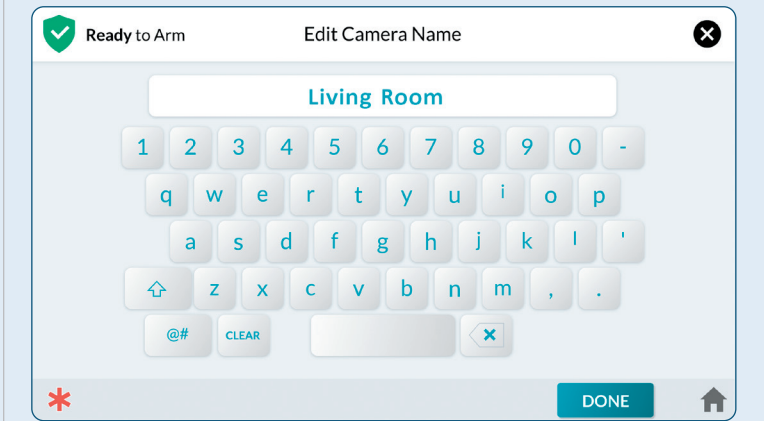 Ready to Arm Edit Camera Name
Living Room
1 2 3 4 5 6 7 8 9 0 -
q w e r t y u i o p
a s d f g h j k l '
z x c v b n m , .
@# CLEAR
DONE